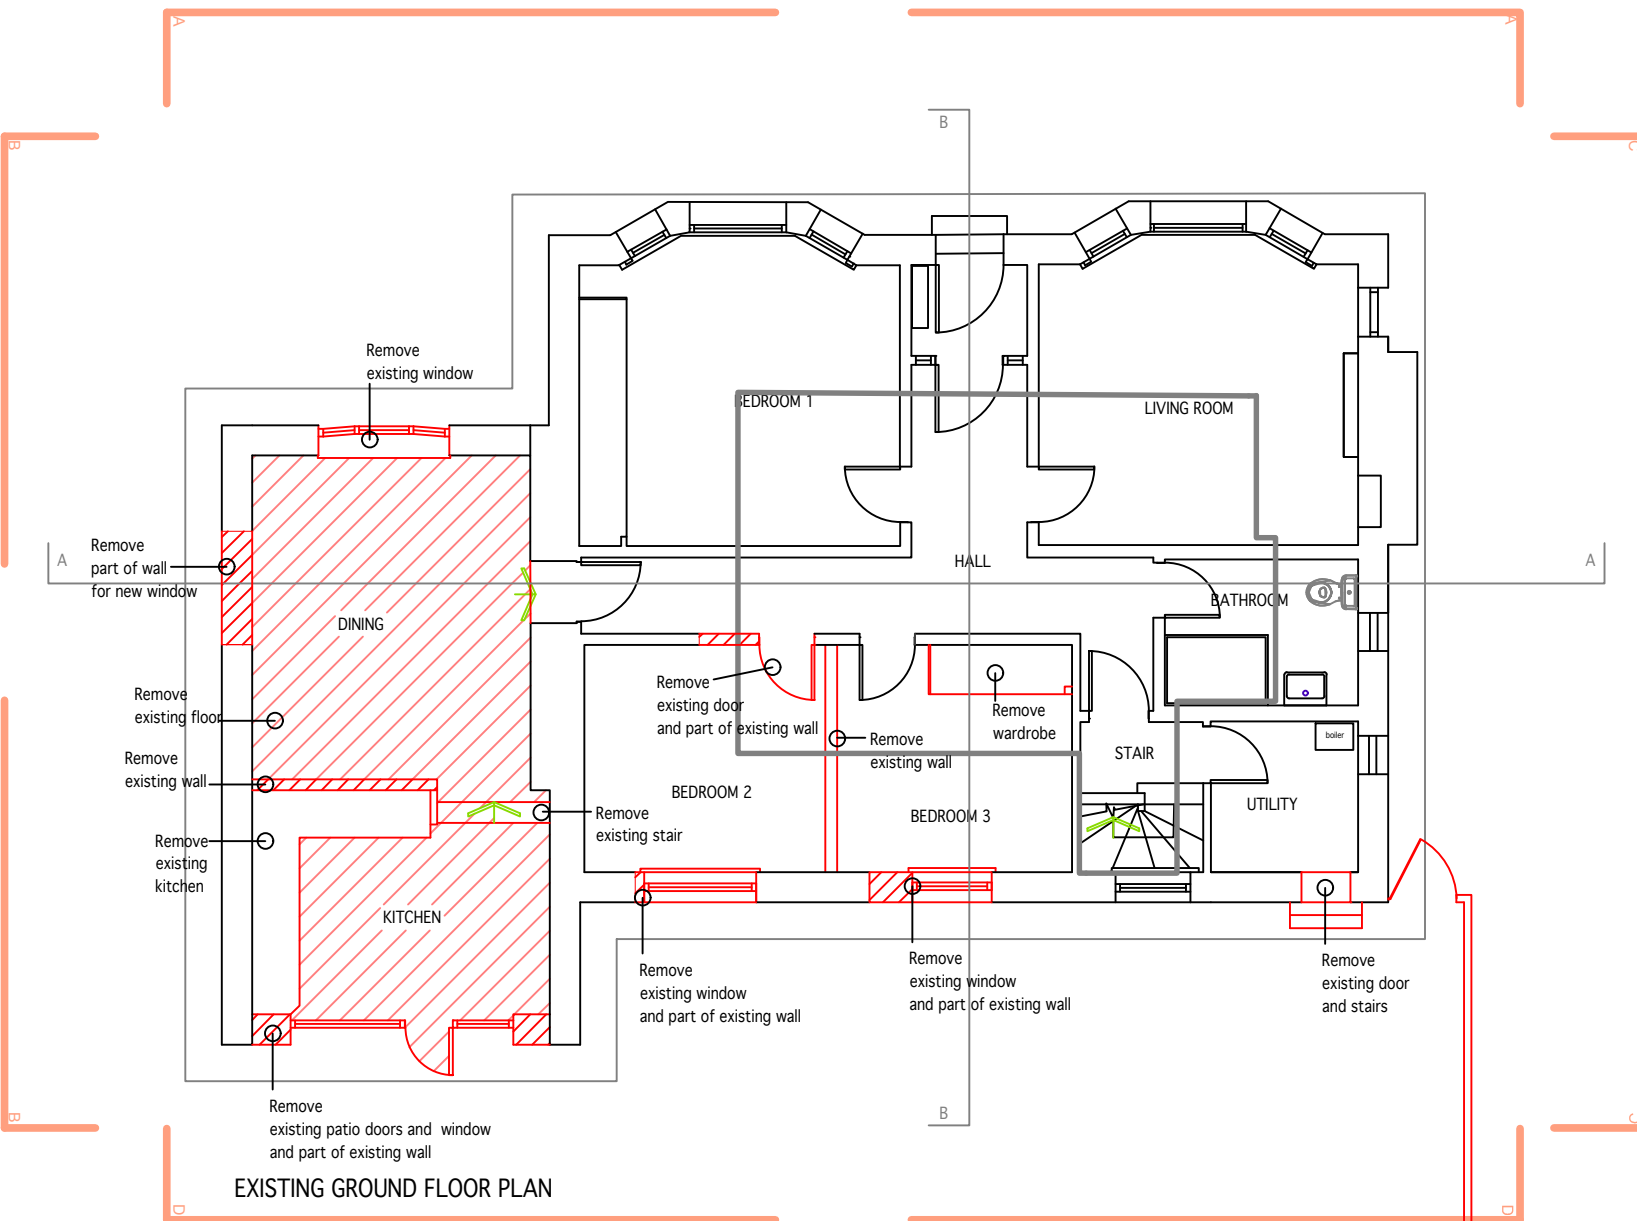 A
A
B
C
B
Remove
existing window
BEDROOM 1
LIVING ROOM
Remove
part of wall
for new window
A
A
HALL
BATHROOM
DINING
Remove
existing floor
Remove
existing door
and part of existing wall
Remove
wardrobe
Remove
existing wall
boiler
STAIR
Remove
existing wall
BEDROOM 2
UTILITY
Remove
existing stair
BEDROOM 3
Remove
existing
kitchen
KITCHEN
Remove
existing window
and part of existing wall
Remove
existing window
and part of existing wall
Remove
existing door
and stairs
B
B
C
Remove
existing patio doors and window
and part of existing wall
EXISTING GROUND FLOOR PLAN
D
D